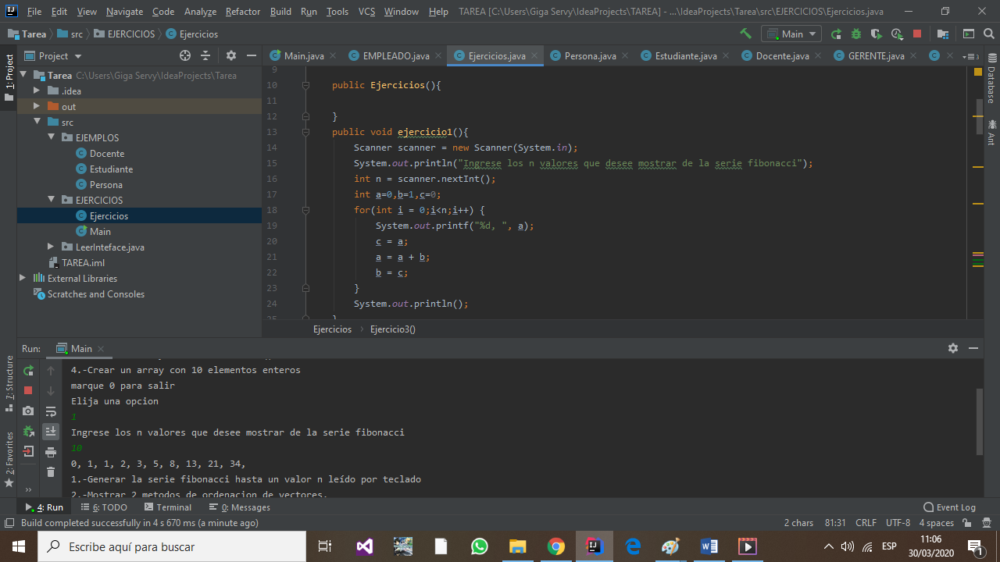 File Edit View Navigate Code Analyze Refactor Build Run Tools VCS Window Help TAREA [C:\Users\Giga Servy\IdeaProjects\TAREA] - ...\IdeaProjects\Tarea\src\EJERCICIOS\Ejercicios.java
Tarea src EJERCICIOS Ejercicios Main
Project Main.java EMPLEADO.java Ejercicios.java Persona.java Estudiante.java Docente.java GERENTE.java 3
1: Project
Tarea C:\Users\Giga Servy\IdeaProjects\Tarea
.idea
out
src
EJEMPLOS
Docente
Estudiante
Persona
EJERCICIOS
Ejercicios
Main
LeerInteface.java
TAREA.iml
External Libraries
Scratches and Consoles
9
10 public Ejercicios(){
11
12 }
13 public void ejercicio1(){
14 Scanner scanner = new Scanner(System.in);
15 System.out.println("Ingrese los n valores que desee mostrar de la serie fibonacci");
16 int n = scanner.nextInt();
17 int a=0,b=1,c=0;
18 for(int i = 0;i<n;i++) {
19 System.out.printf("%d, ", a);
20 c = a;
21 a = a + b;
22 b = c;
23 }
24 System.out.println();
25 }
Ejercicios Ejercicio3()
Database
Ant
Run: Main
7: Structure
2: Favorites
4.-Crear un array con 10 elementos enteros
marque 0 para salir
Elija una opcion
1
Ingrese los n valores que desee mostrar de la serie fibonacci
10
0, 1, 1, 2, 3, 5, 8, 13, 21, 34,
1.-Generar la serie fibonacci hasta un valor n leído por teclado
2.-Mostrar 2 metodos de ordenacion de vectores.
4: Run 6: TODO Terminal 0: Messages Event Log
Build completed successfully in 4 s 670 ms (a minute ago) 2 chars 81:31 CRLF UTF-8 4 spaces
Escribe aquí para buscar ESP 11:06
30/03/2020 1